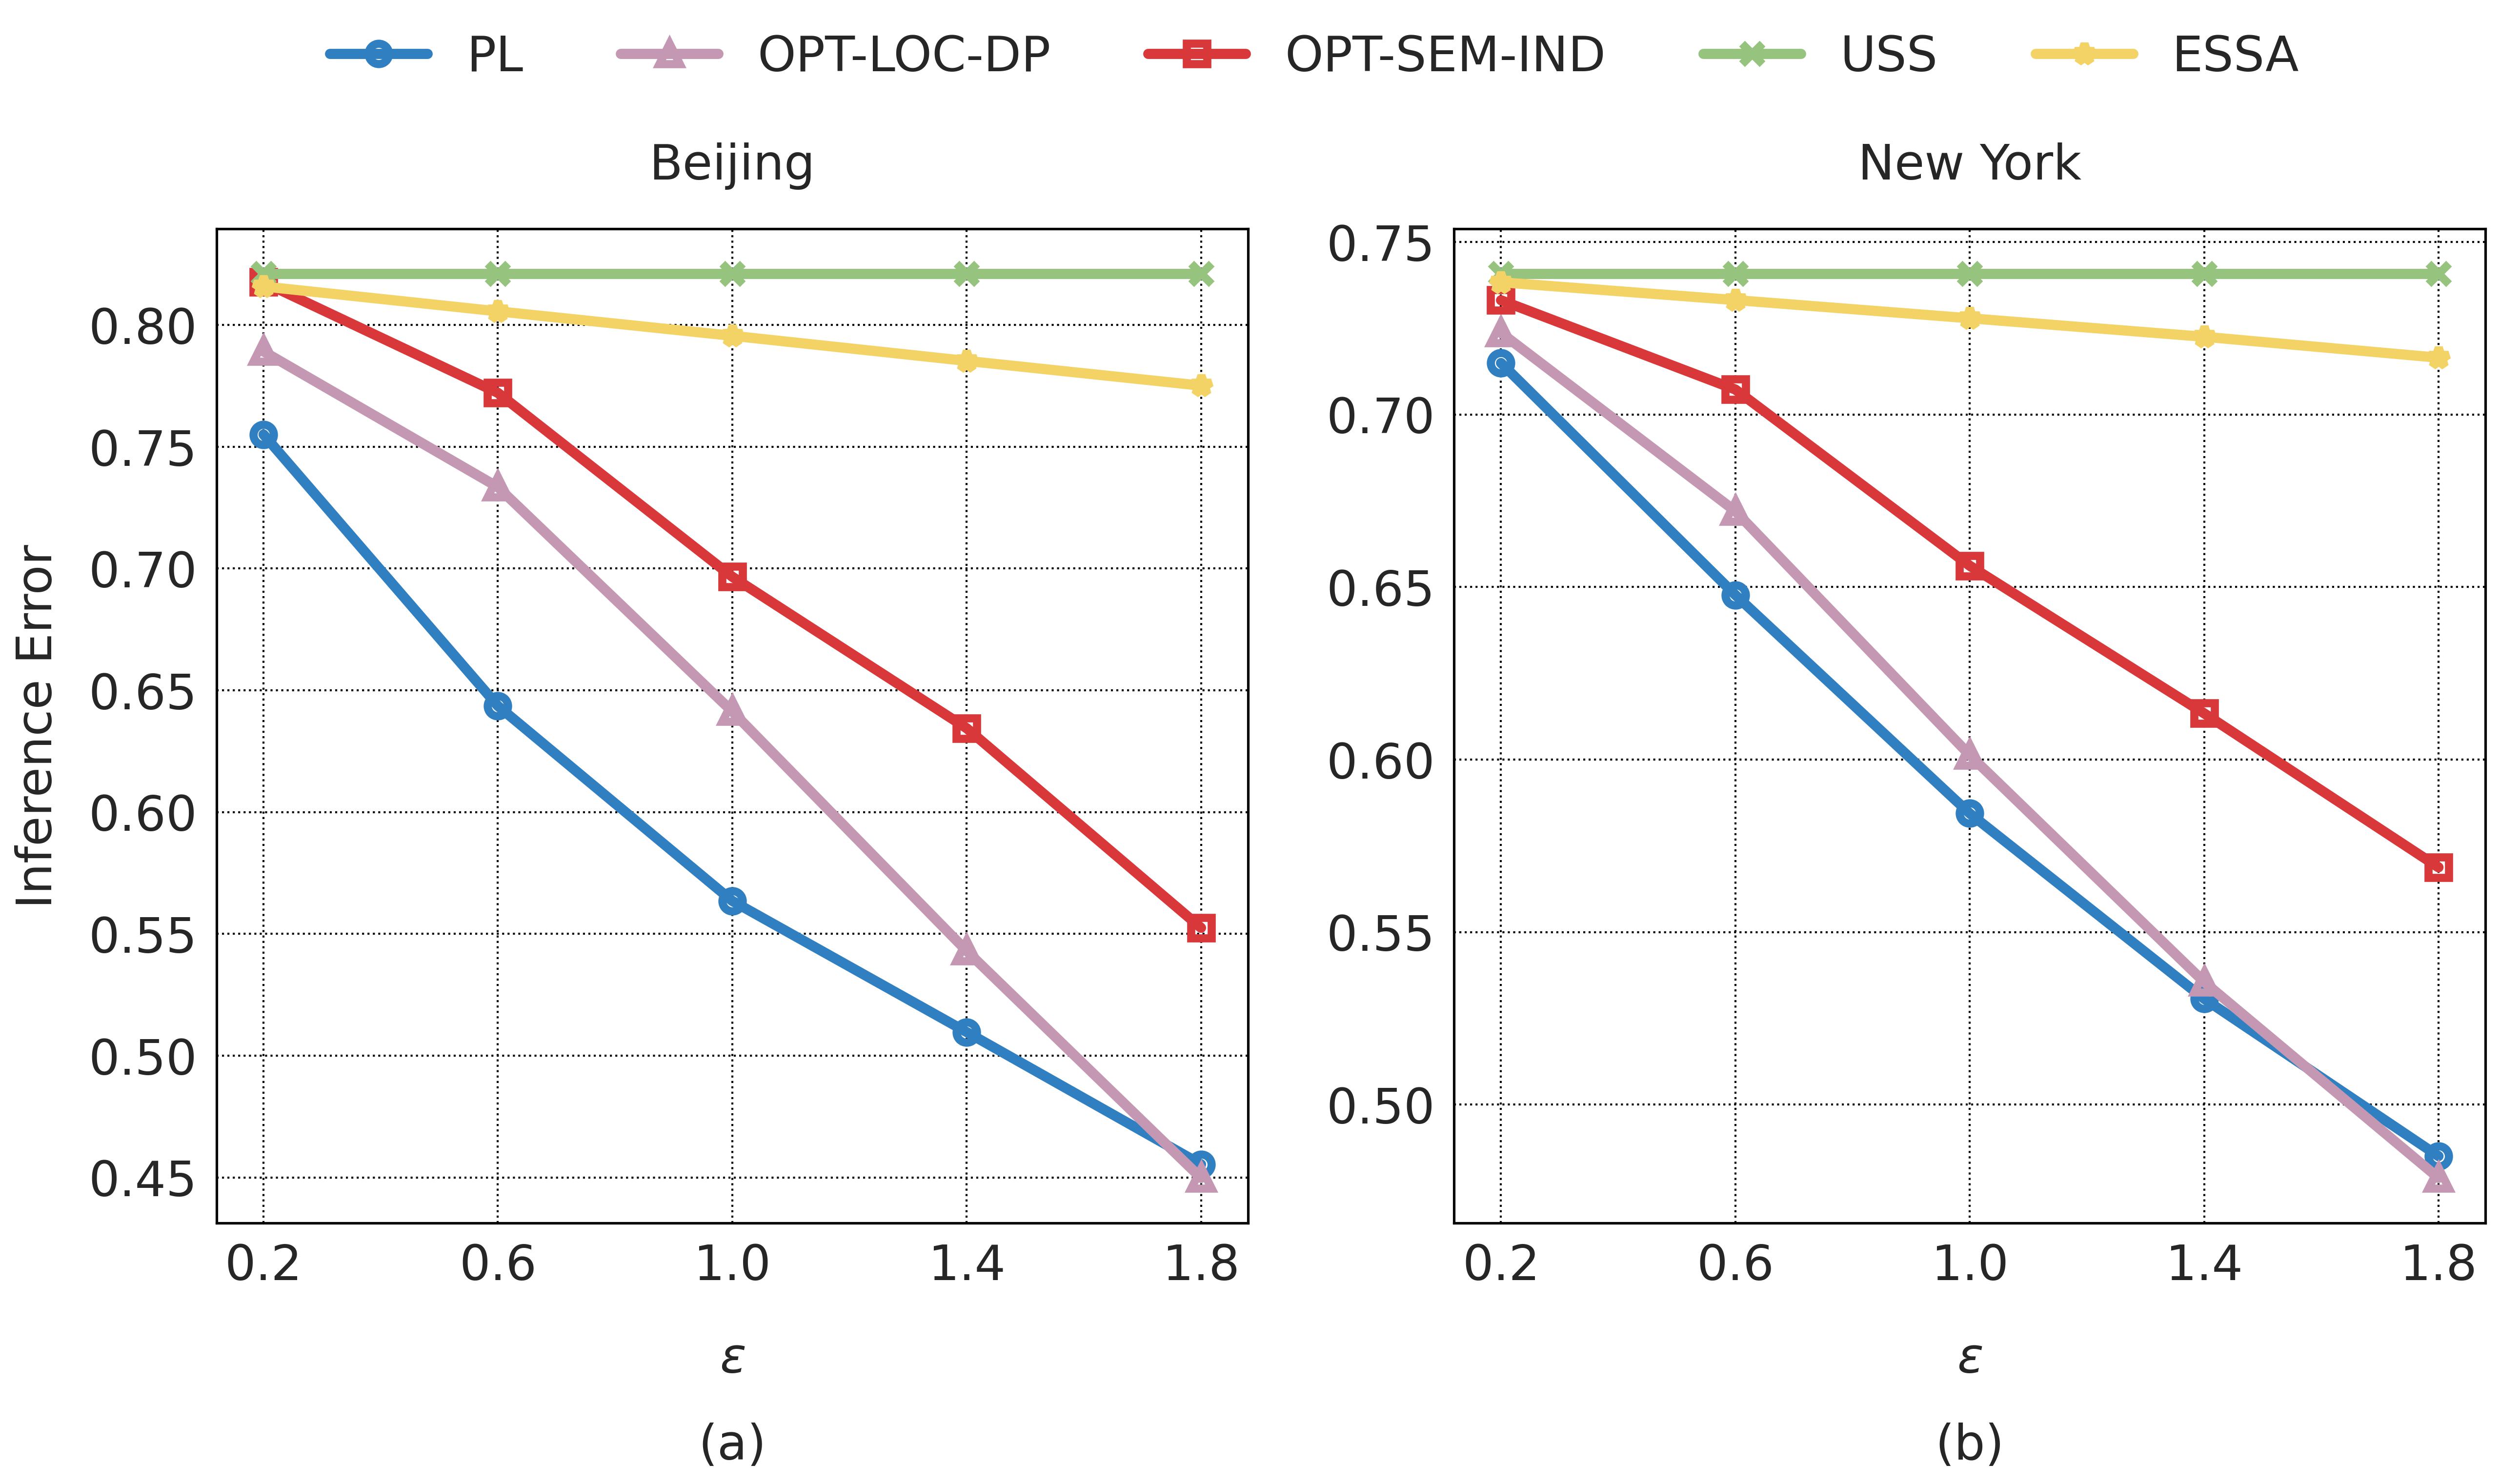 PL OPT-LOC-DP OPT-SEM-IND USS ESSA
Beijing
Inference Error
0.80
0.75
0.70
0.65
0.60
0.55
0.50
0.45
0.2 0.6 1.0 1.4 1.8
ε
(a)
New York
0.75
0.70
0.65
0.60
0.55
0.50
0.2 0.6 1.0 1.4 1.8
ε
(b)